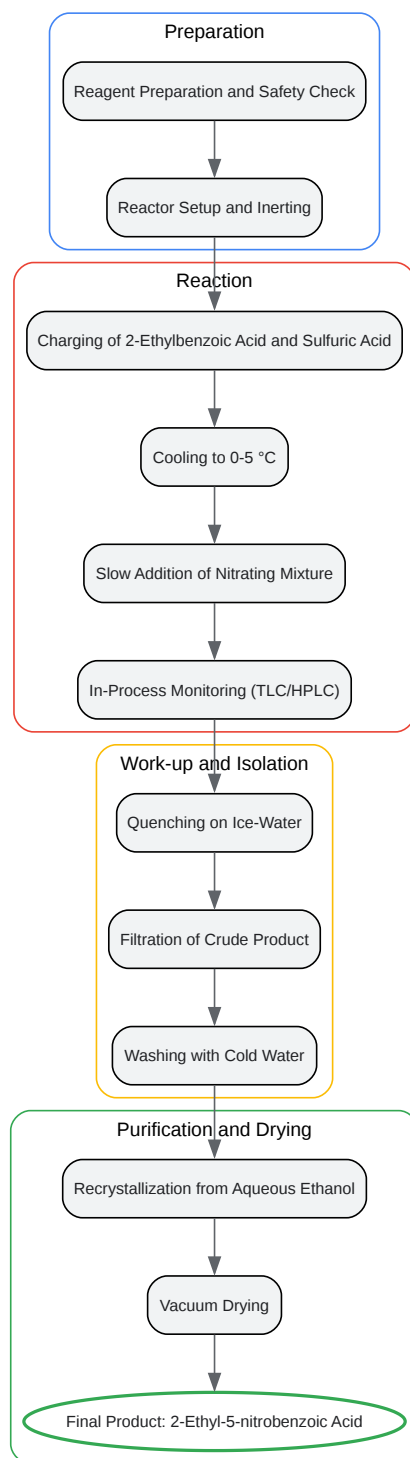 Preparation
Reagent Preparation and Safety Check
Reactor Setup and Inerting
Reaction
Charging of 2-Ethylbenzoic Acid and Sulfuric Acid
Cooling to 0-5 °C
Slow Addition of Nitrating Mixture
In-Process Monitoring (TLC/HPLC)
Work-up and Isolation
Quenching on Ice-Water
Filtration of Crude Product
Washing with Cold Water
Purification and Drying
Recrystallization from Aqueous Ethanol
Vacuum Drying
Final Product: 2-Ethyl-5-nitrobenzoic Acid